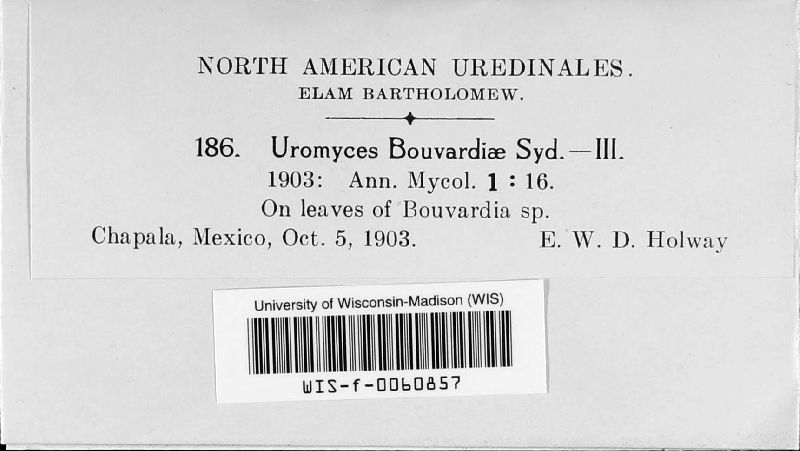 NORTH AMERICAN UREDINALES.
ELAM BARTHOLOMEW.
186. Uromyces Bouvardiæ Syd.—III.
1903: Ann. Mycol. 1 : 16.
On leaves of Bouvardia sp.
Chapala, Mexico, Oct. 5, 1903. E. W. D. Holway
University of Wisconsin-Madison (WIS)
WIS-f-0060857